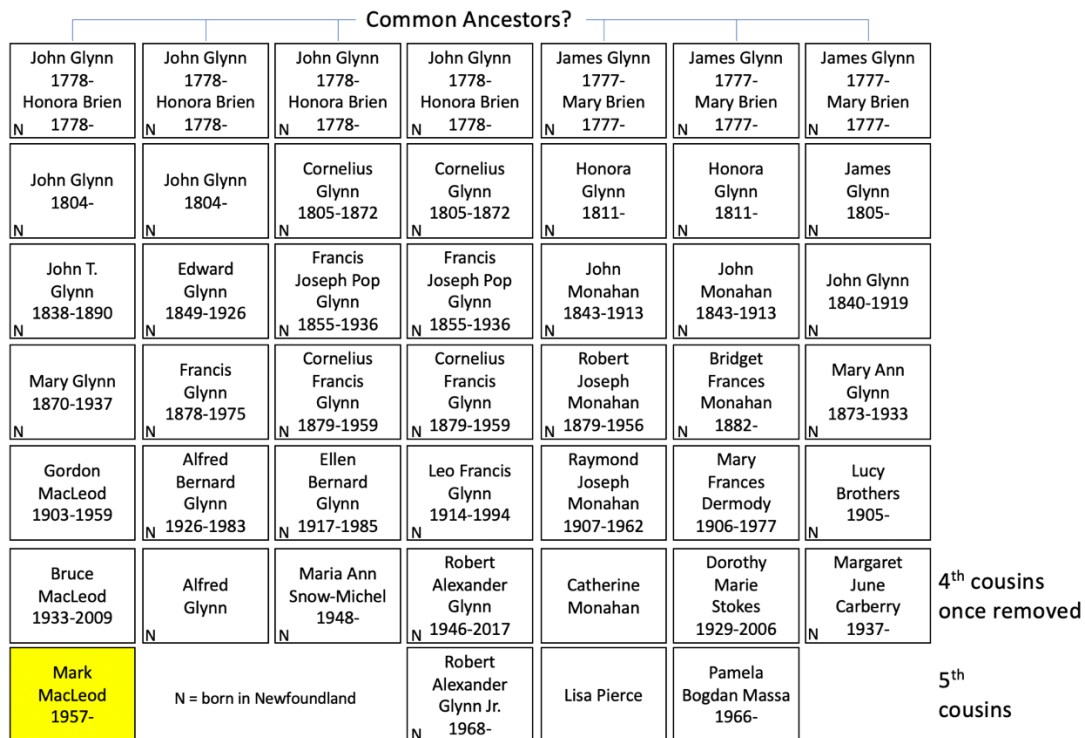 Common Ancestors?
John Glynn
1778-
Honora Brien
1778-
N
John Glynn
1778-
Honora Brien
1778-
N
John Glynn
1778-
Honora Brien
1778-
N
John Glynn
1778-
Honora Brien
1778-
N
James Glynn
1777-
Mary Brien
1777-
N
James Glynn
1777-
Mary Brien
1777-
N
James Glynn
1777-
Mary Brien
1777-
N
John Glynn
1804-
N
John Glynn
1804-
N
Cornelius
Glynn
1805-1872
N
Cornelius
Glynn
1805-1872
N
Honora
Glynn
1811-
N
Honora
Glynn
1811-
N
James
Glynn
1805-
N
John T.
Glynn
1838-1890
N
Edward
Glynn
1849-1926
N
Francis
Joseph Pop
Glynn
1855-1936
N
Francis
Joseph Pop
Glynn
1855-1936
N
John
Monahan
1843-1913
N
John
Monahan
1843-1913
N
John Glynn
1840-1919
N
Mary Glynn
1870-1937
N
Francis
Glynn
1878-1975
N
Cornelius
Francis
Glynn
1879-1959
N
Cornelius
Francis
Glynn
1879-1959
N
Robert
Joseph
Monahan
1879-1956
N
Bridget
Frances
Monahan
1882-
N
Mary Ann
Glynn
1873-1933
N
Gordon
MacLeod
1903-1959
Alfred
Bernard
Glynn
1926-1983
N
Ellen
Bernard
Glynn
1917-1985
N
Leo Francis
Glynn
1914-1994
N
Raymond
Joseph
Monahan
1907-1962
Mary
Frances
Dermody
1906-1977
Lucy
Brothers
1905-
N
Bruce
MacLeod
1933-2009
Alfred
Glynn
N
Maria Ann
Snow-Michel
1948-
N
Robert
Alexander
Glynn
1946-2017
N
Catherine
Monahan
Dorothy
Marie
Stokes
1929-2006
Margaret
June
Carberry
1937-
N
4th cousins
once removed
Mark
MacLeod
1957-
N = born in Newfoundland
Robert
Alexander
Glynn Jr.
1968-
N
Lisa Pierce
Pamela
Bogdan Massa
1966-
5th
cousins